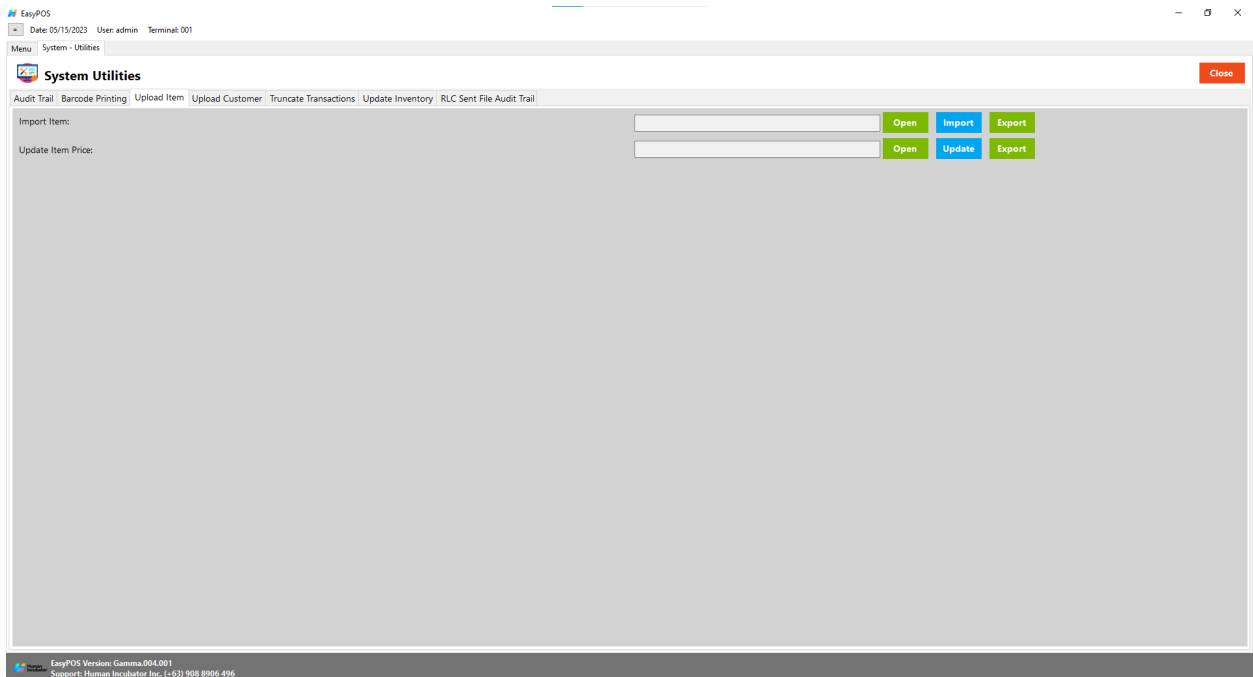 EasyPOS
Date: 05/15/2023 User: admin Terminal: 001
Menu System - Utilities
System Utilities
Close
Audit Trail Barcode Printing Upload Item Upload Customer Truncate Transactions Update Inventory RLC Sent File Audit Trail
Import Item: Open Import Export
Update Item Price: Open Update Export
Human Incubator
EasyPOS Version: Gamma.004.001
Support: Human Incubator Inc. (+63) 908 8906 496